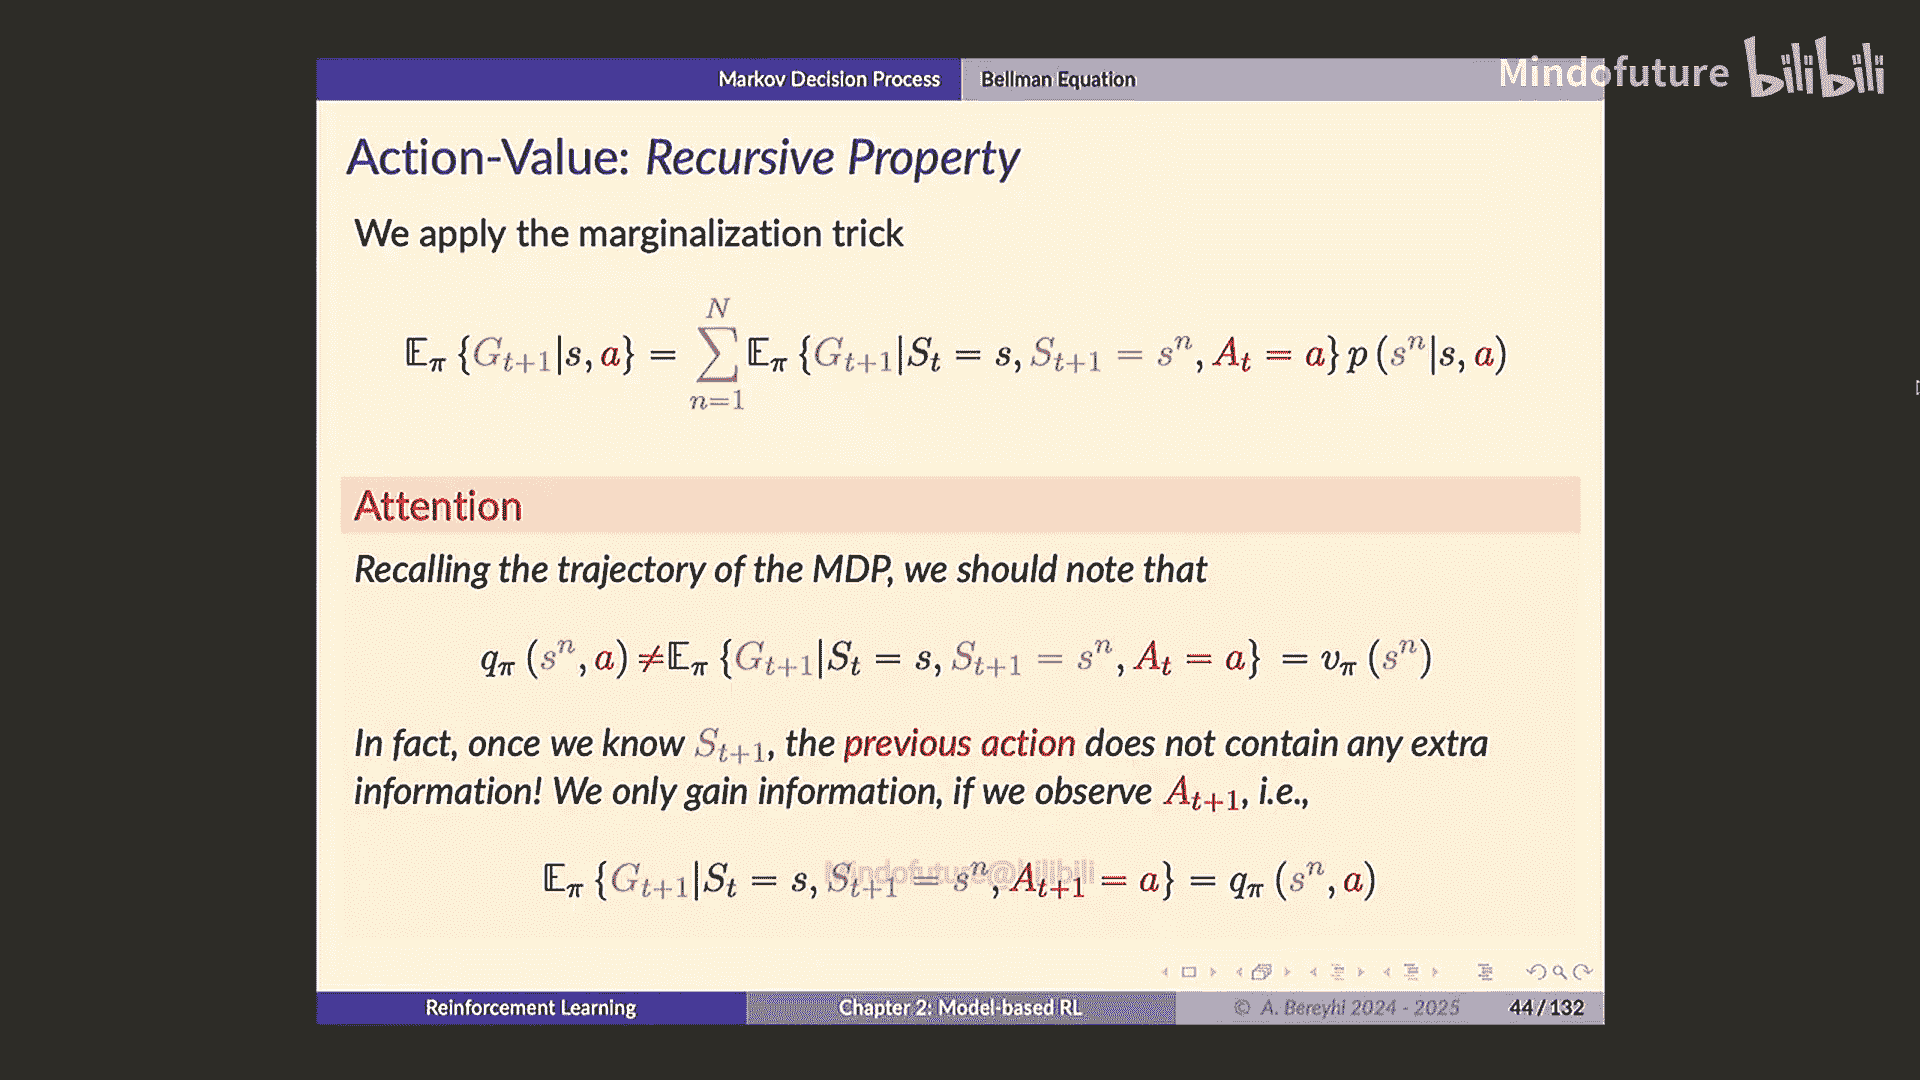 Mindofuture bilibili
Markov Decision Process Bellman Equation
Action-Value: Recursive Property
We apply the marginalization trick
𝔼_π {G_{t+1}|s, a} = ∑_{n=1}^{N} 𝔼_π {G_{t+1}|S_t = s, S_{t+1} = s^n, A_t = a} p (s^n|s, a)
Attention
Recalling the trajectory of the MDP, we should note that
q_π (s^n, a) ≠ 𝔼_π {G_{t+1}|S_t = s, S_{t+1} = s^n, A_t = a} = v_π (s^n)
In fact, once we know S_{t+1}, the previous action does not contain any extra
information! We only gain information, if we observe A_{t+1}, i.e.,
𝔼_π {G_{t+1}|S_t = s, S_{t+1} = s^n, A_{t+1} = a} = q_π (s^n, a)
Mindofuture@bilibili
Reinforcement Learning Chapter 2: Model-based RL © A. Bereyhi 2024 - 2025 44 / 132